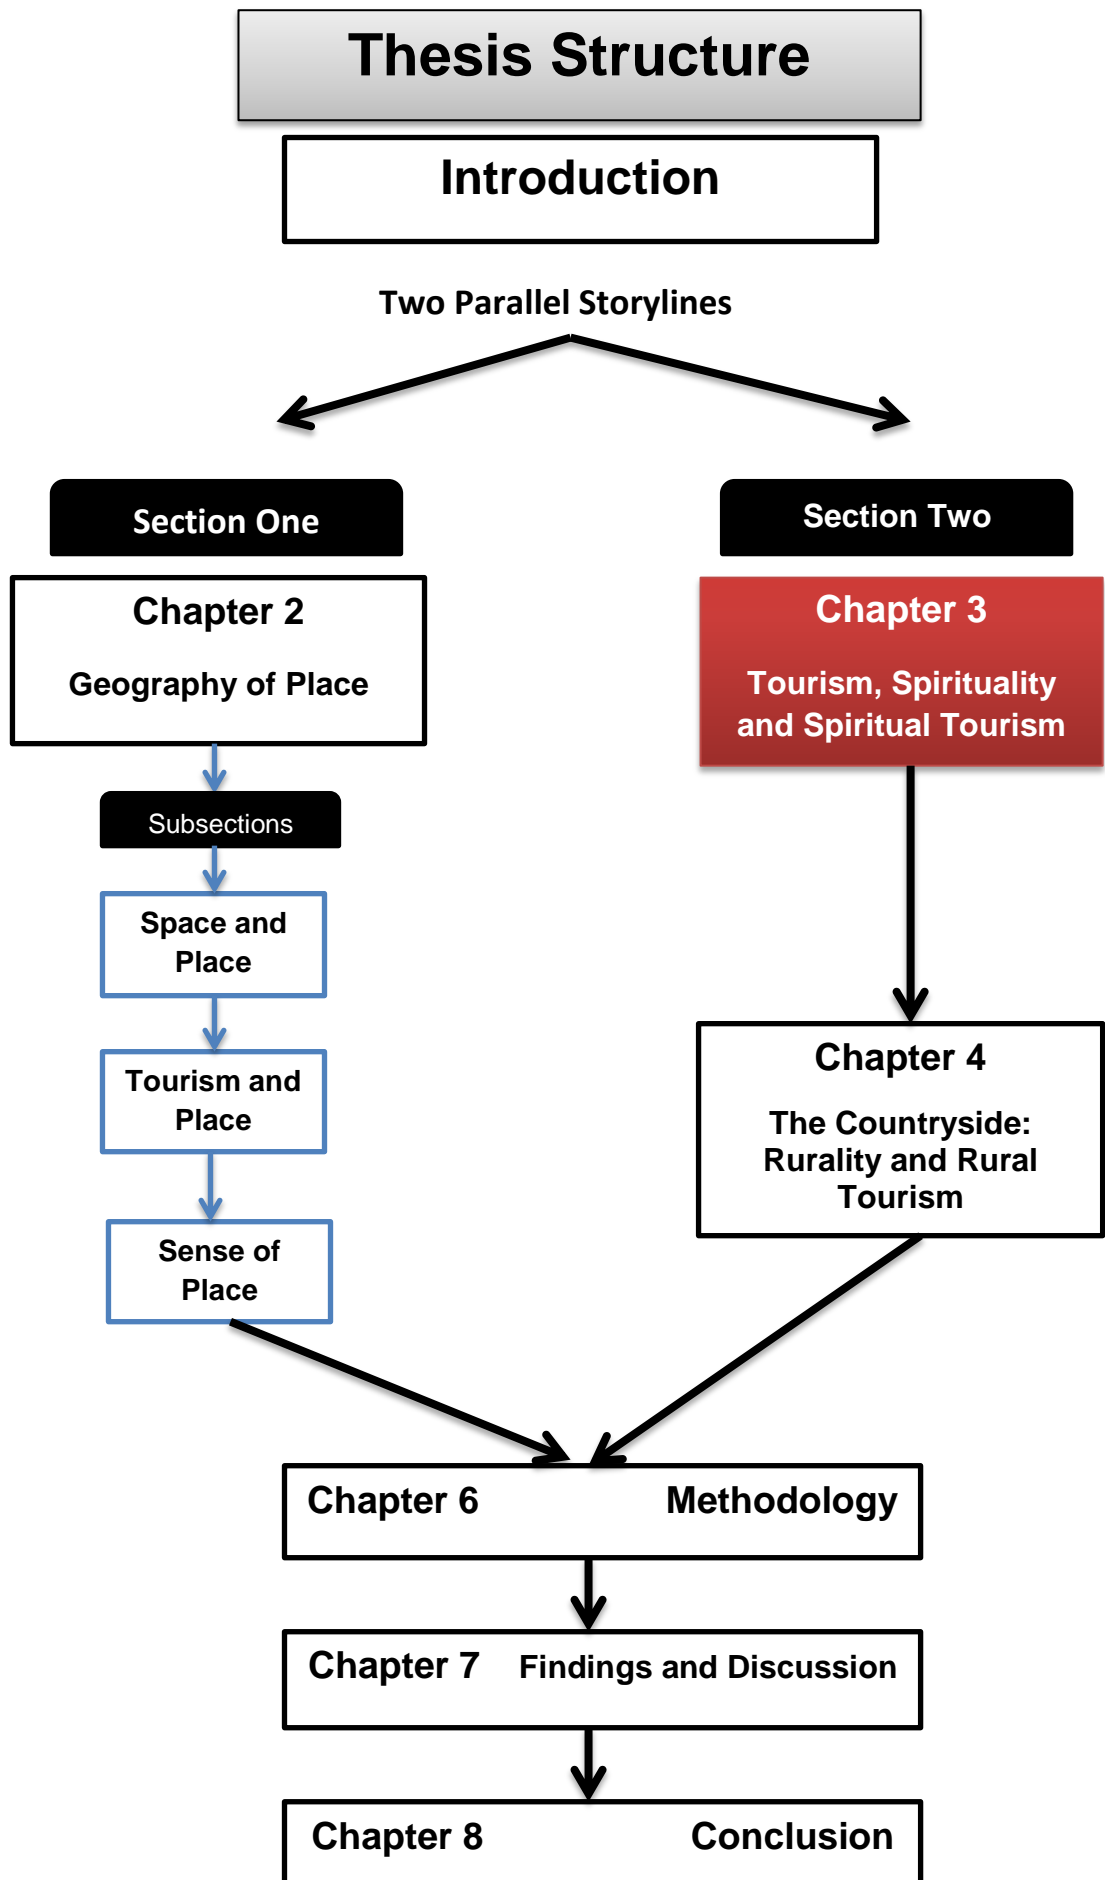 Thesis Structure
Introduction
Two Parallel Storylines
Section One
Chapter 2
Geography of Place
Subsections
Space and
Place
Tourism and
Place
Sense of
Place
Section Two
Chapter 3
Tourism, Spirituality
and Spiritual Tourism
Chapter 4
The Countryside:
Rurality and Rural
Tourism
Chapter 6 Methodology
Chapter 7 Findings and Discussion
Chapter 8 Conclusion